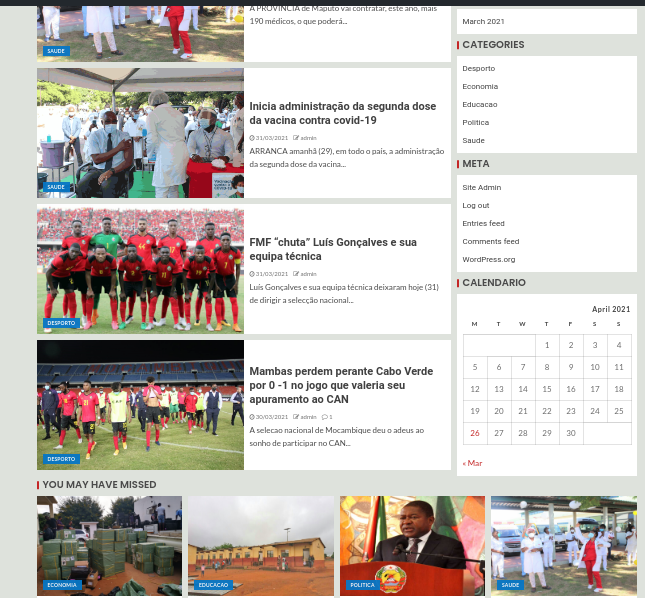 A PROVÍNCIA de Maputo vai contratar, este ano, mais
190 médicos, o que poderá...
SAUDE
Inicia administração da segunda dose
da vacina contra covid-19
31/03/2021 admin
ARRANCA amanhã (29), em todo o país, a administração
da segunda dose da vacina...
SAUDE
FMF “chuta” Luís Gonçalves e sua
equipa técnica
31/03/2021 admin
Luís Gonçalves e sua equipa técnica deixaram hoje (31)
de dirigir a selecção nacional...
DESPORTO
Mambas perdem perante Cabo Verde
por 0 -1 no jogo que valeria seu
apuramento ao CAN
30/03/2021 admin 1
A selecao nacional de Mocambique deu o adeus ao
sonho de participar no CAN...
DESPORTO
March 2021
CATEGORIES
Desporto
Economia
Educacao
Politica
Saude
META
Site Admin
Log out
Entries feed
Comments feed
WordPress.org
CALENDARIO
April 2021
M T W T F S S
1 2 3 4
5 6 7 8 9 10 11
12 13 14 15 16 17 18
19 20 21 22 23 24 25
26 27 28 29 30
« Mar
YOU MAY HAVE MISSED
ECONOMIA
EDUCACAO
POLITICA
SAUDE